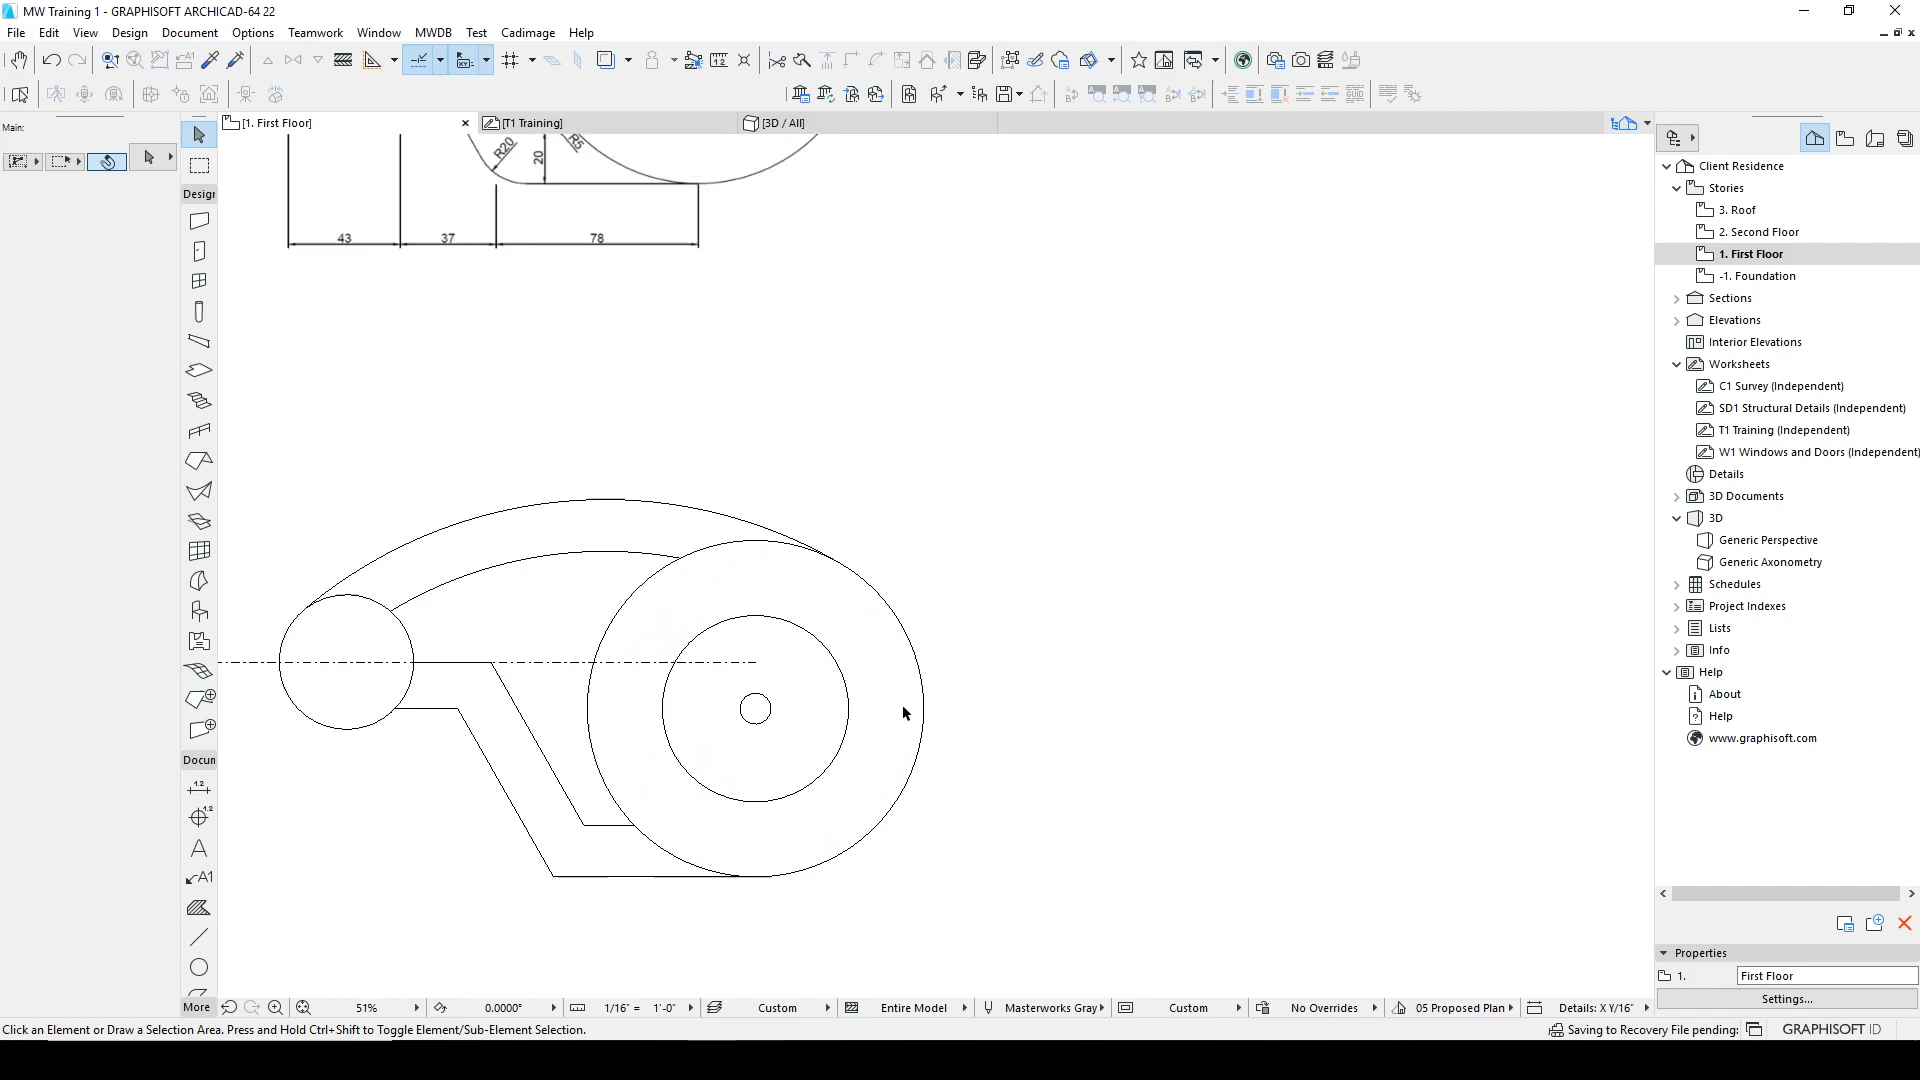 MW Training 1 - GRAPHISOFT ARCHICAD-64 22
File Edit View Design Document Options Teamwork Window MWDB Test Cadimage Help
Main:
[1. First Floor]
[T1 Training]
[3D / All]
Design
Docum
More
R20
20
R5
43
37
78
Client Residence
Stories
3. Roof
2. Second Floor
1. First Floor
-1. Foundation
Sections
Elevations
Interior Elevations
Worksheets
C1 Survey (Independent)
SD1 Structural Details (Independent)
T1 Training (Independent)
W1 Windows and Doors (Independent)
Details
3D Documents
3D
Generic Perspective
Generic Axonometry
Schedules
Project Indexes
Lists
Info
Help
About
Help
www.graphisoft.com
Properties
1. First Floor
Settings...
51% 0.0000° 1/16" = 1'-0" Custom Entire Model Masterworks Gray Custom No Overrides 05 Proposed Plan Details: X Y/16"
Click an Element or Draw a Selection Area. Press and Hold Ctrl+Shift to Toggle Element/Sub-Element Selection.
Saving to Recovery File pending:
GRAPHISOFT ID